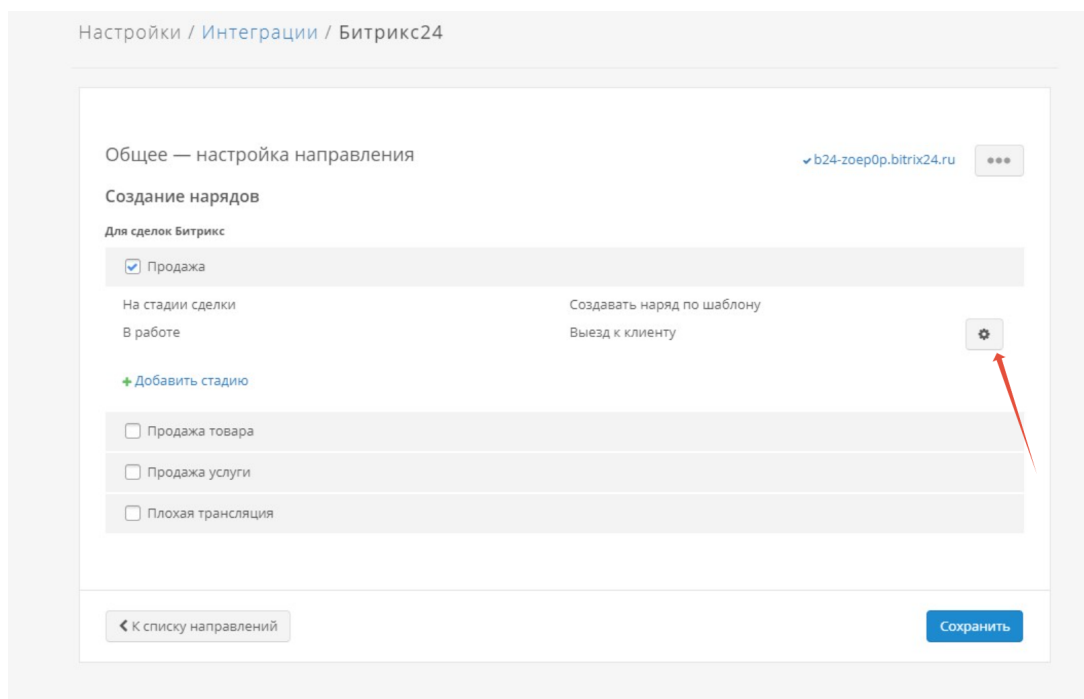 Настройки / Интеграции / Битрикс24
Общее — настройка направления
b24-zoep0p.bitrix24.ru
Создание нарядов
Для сделок Битрикс
Продажа
На стадии сделки Создавать наряд по шаблону
В работе Выезд к клиенту
+ Добавить стадию
Продажа товара
Продажа услуги
Плохая трансляция
К списку направлений Сохранить